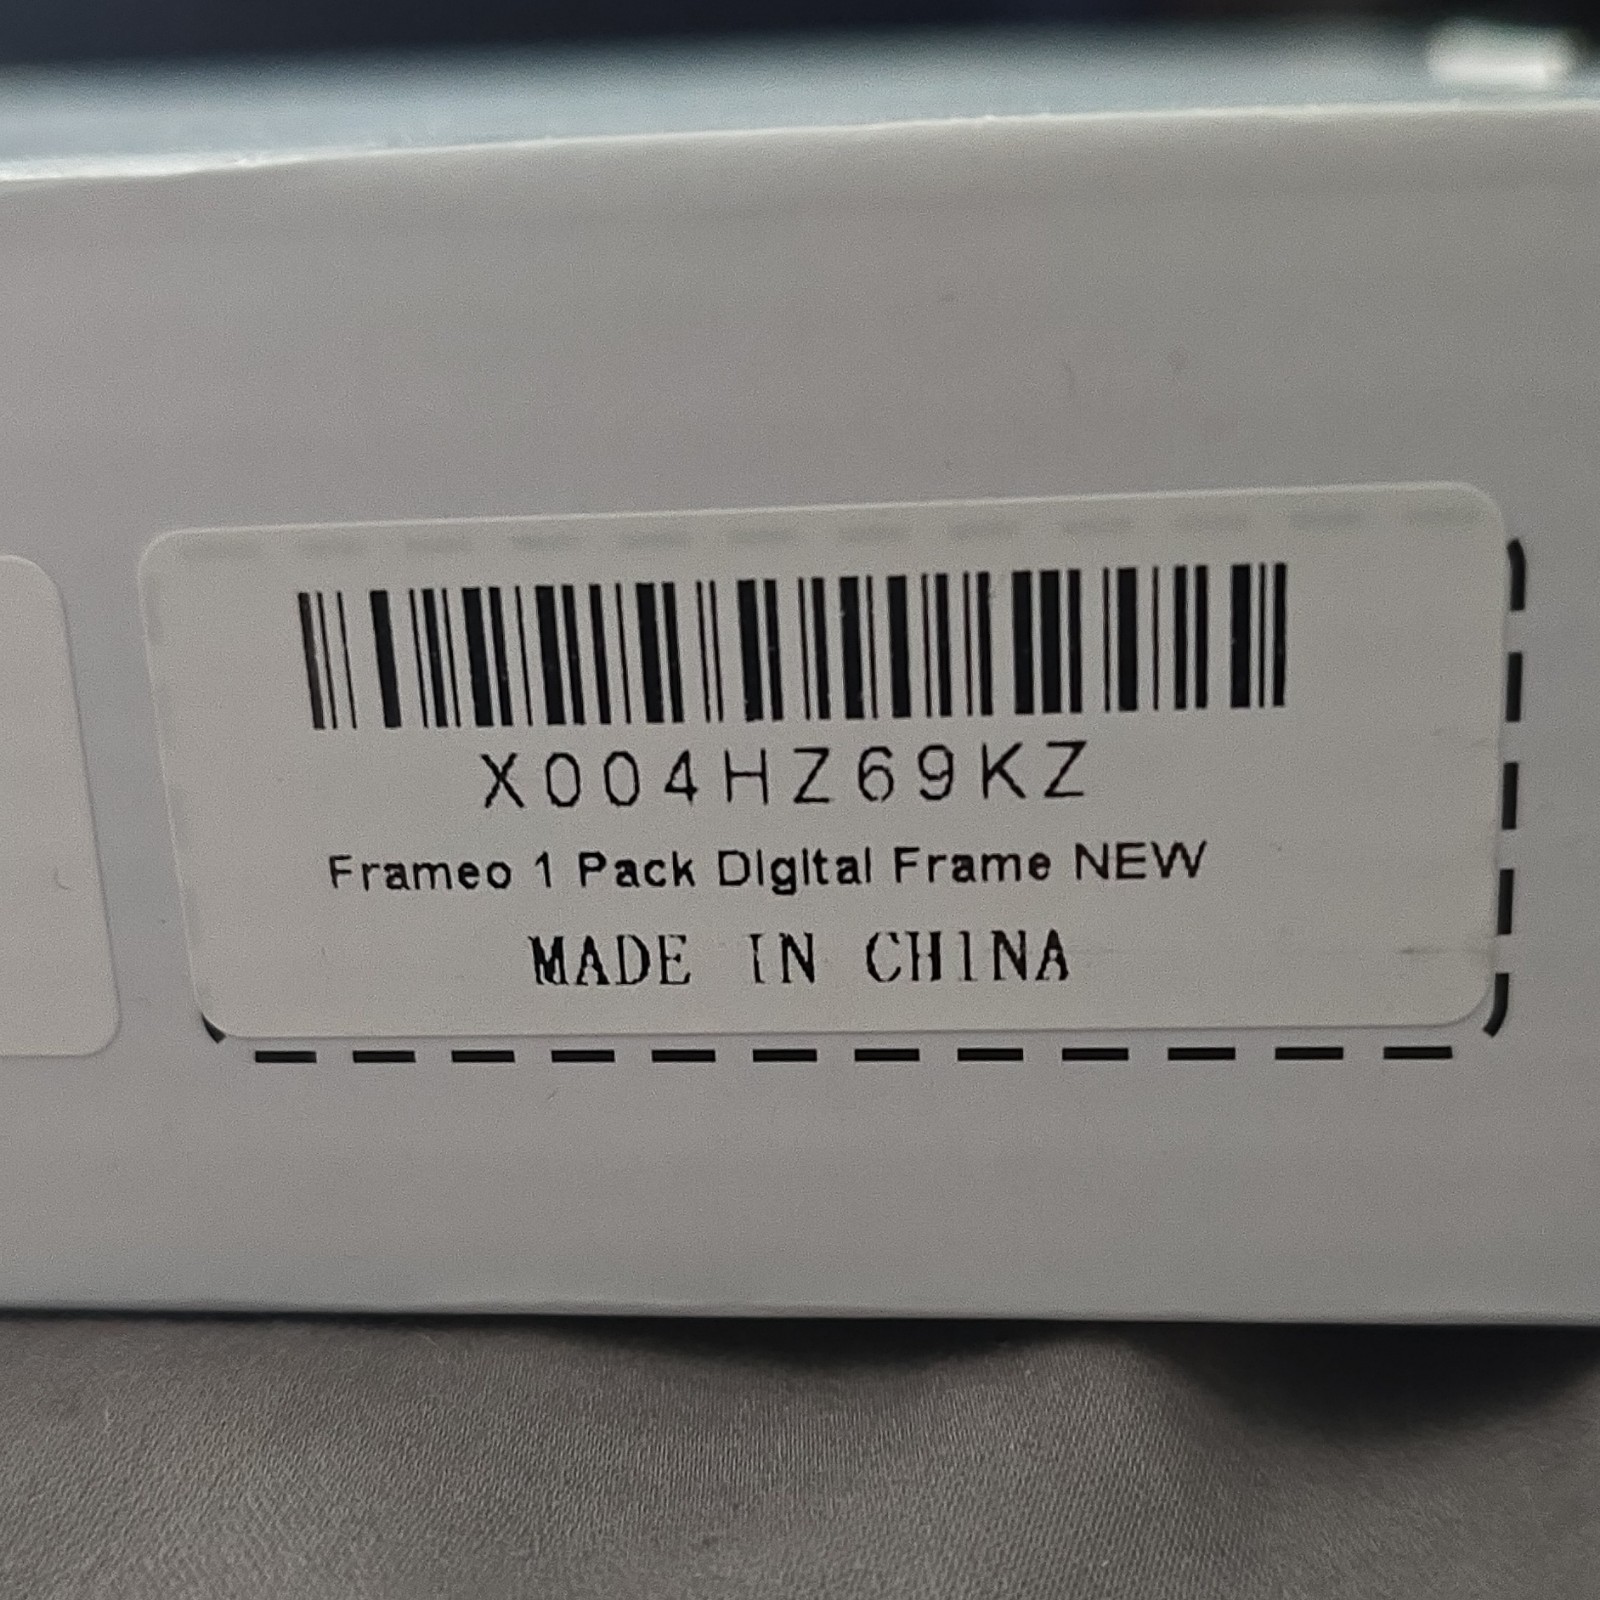 X004HZ69KZ
Frameo 1 Pack Digital Frame NEW
MADE IN CHINA